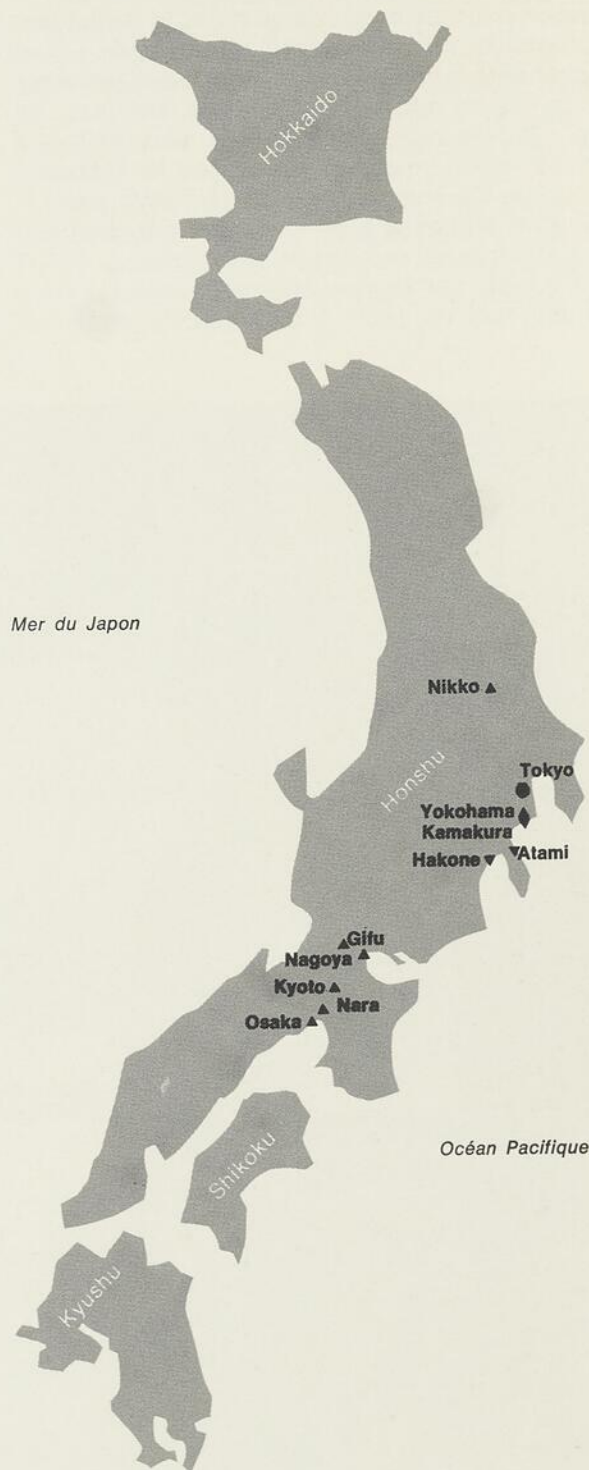 Hokkaido
Mer du Japon
Nikko
Honshu
Tokyo
Yokohama
Kamakura
Hakone
Atami
Gifu
Nagoya
Kyoto
Nara
Osaka
Océan Pacifique
Shikoku
Kyushu